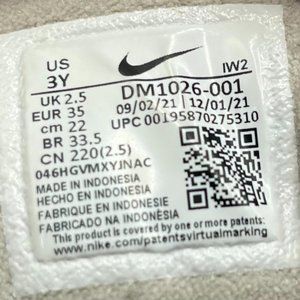 US
3Y
IW2
UK 2.5
EUR 35
cm 22
BR 33.5
CN 220(2.5)
DM1026-001
09/02/21 12/01/21
UPC 00195870275310
046HGVMXYJNAC
MADE IN INDONESIA
HECHO EN INDONESIA
FABRIQUE EN INDONESIE
FABRICADO NA INDONESIA
This product is covered by one or more patents
www.nike.com/patentsvirtualmarking